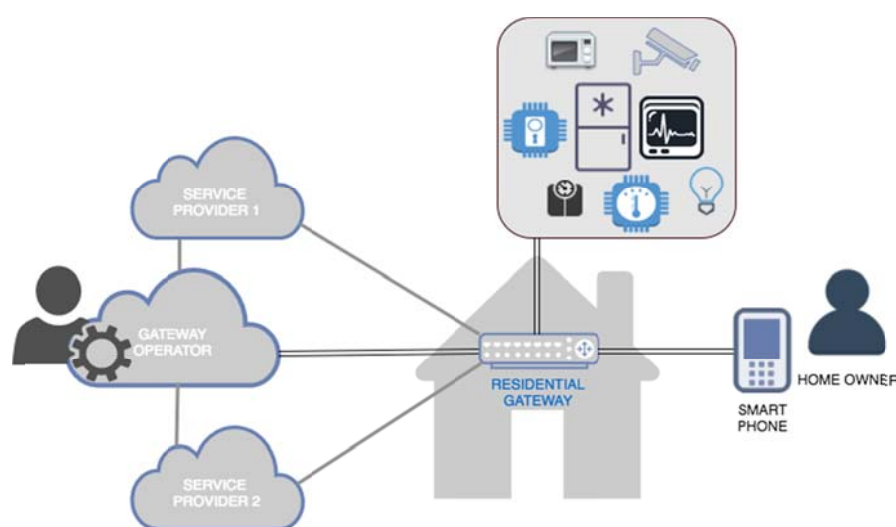 SERVICE
PROVIDER 1
GATEWAY
OPERATOR
RESIDENTIAL
GATEWAY
SMART
PHONE
HOME OWNER
SERVICE
PROVIDER 2